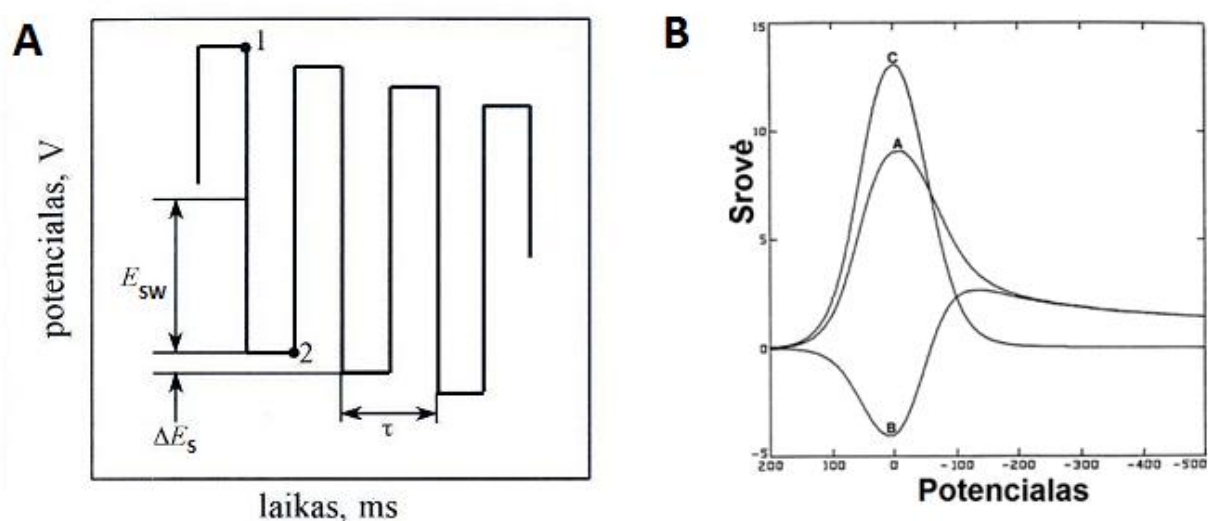 A
potencialas, V
1
2
E_SW
ΔE_S
τ
laikas, ms
B
Srovė
15
10
5
0
-5
C
A
B
200 100 0 -100 -200 -300 -400 -500
Potencialas